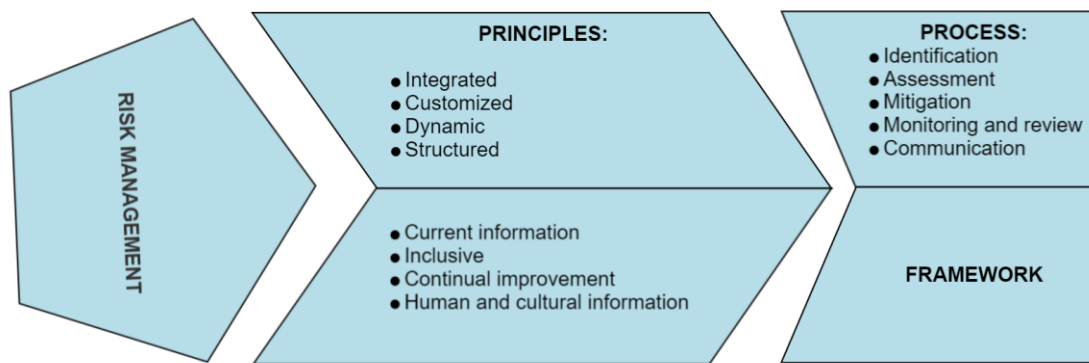 RISK MANAGEMENT
PRINCIPLES:
● Integrated
● Customized
● Dynamic
● Structured
● Current information
● Inclusive
● Continual improvement
● Human and cultural information
PROCESS:
● Identification
● Assessment
● Mitigation
● Monitoring and review
● Communication
FRAMEWORK